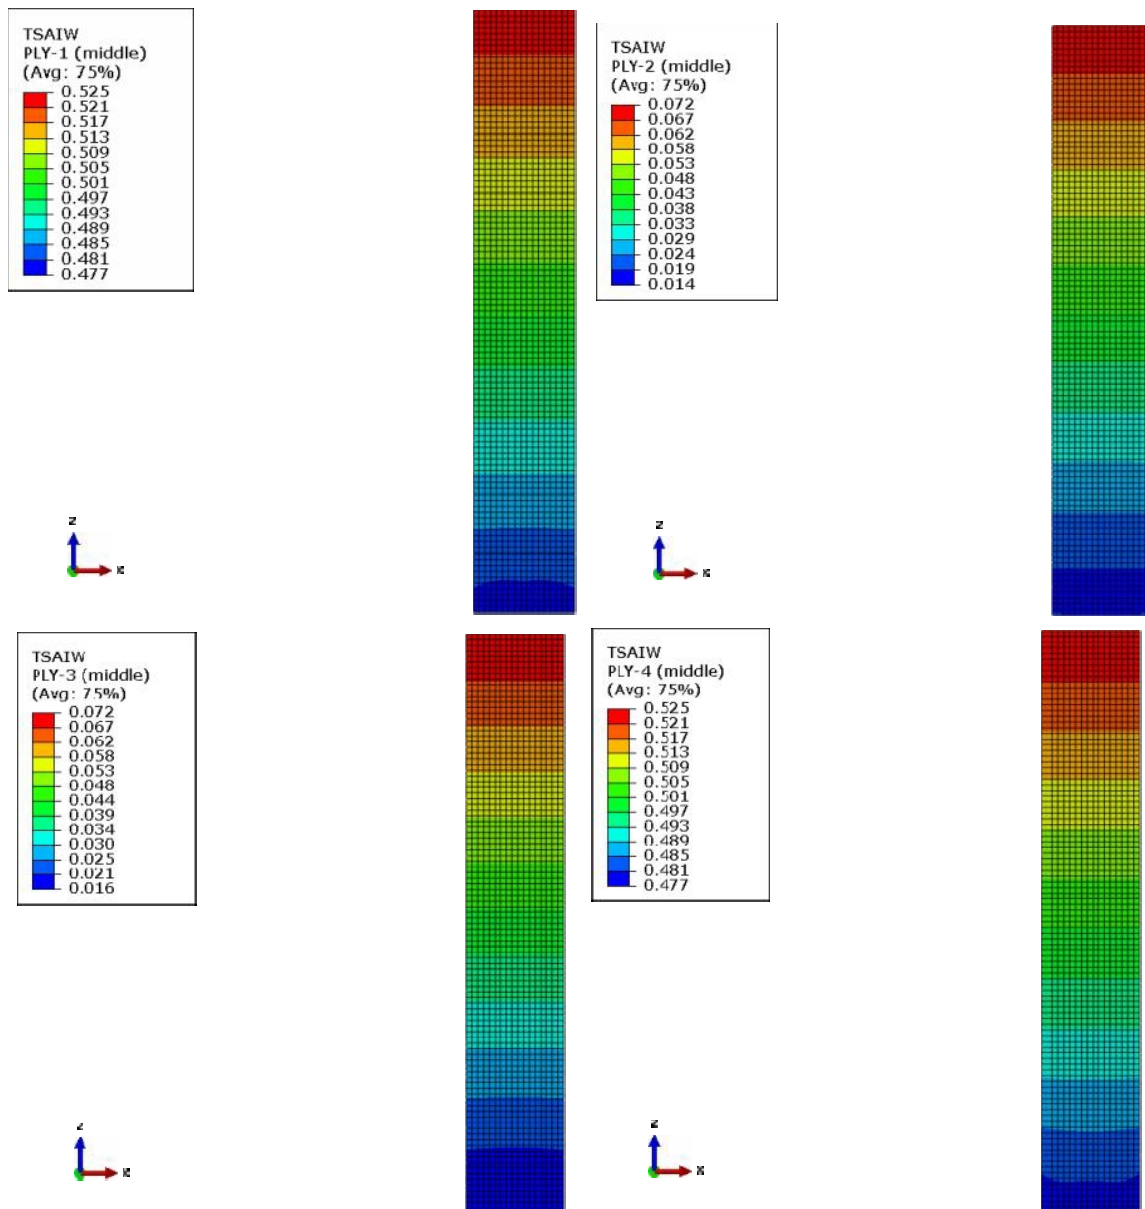 TSAIW
PLY-1 (middle)
(Avg: 75%)
0.525
0.521
0.517
0.513
0.509
0.505
0.501
0.497
0.493
0.489
0.485
0.481
0.477
Z
X
TSAIW
PLY-2 (middle)
(Avg: 75%)
0.072
0.067
0.062
0.058
0.053
0.048
0.043
0.038
0.033
0.029
0.024
0.019
0.014
Z
X
TSAIW
PLY-3 (middle)
(Avg: 75%)
0.072
0.067
0.062
0.058
0.053
0.048
0.044
0.039
0.034
0.030
0.025
0.021
0.016
Z
X
TSAIW
PLY-4 (middle)
(Avg: 75%)
0.525
0.521
0.517
0.513
0.509
0.505
0.501
0.497
0.493
0.489
0.485
0.481
0.477
Z
X